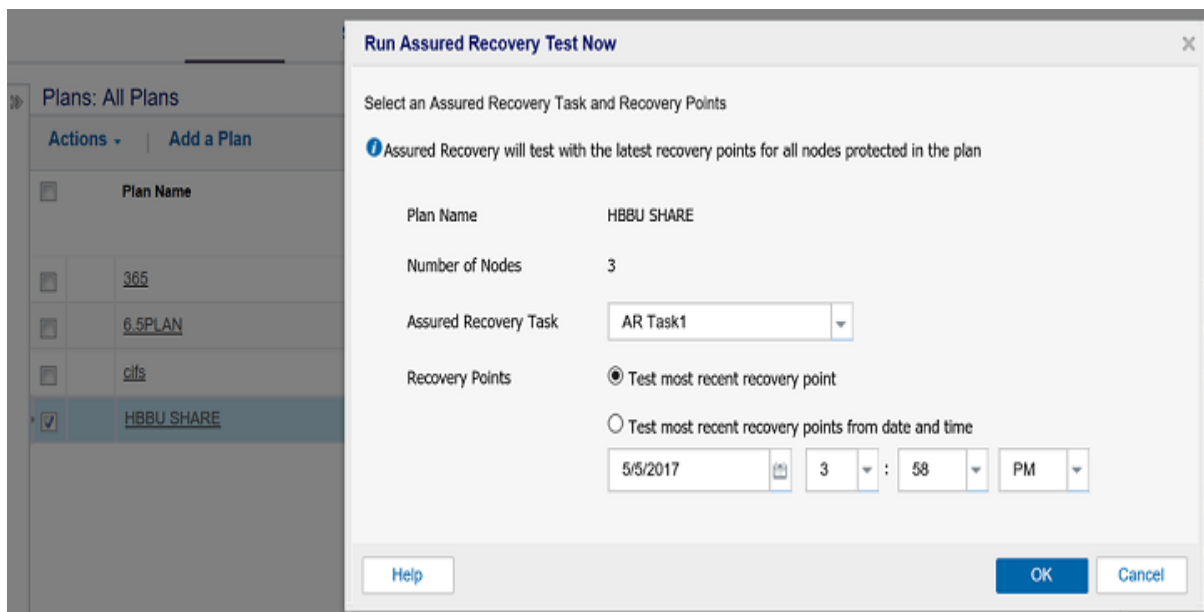 Plans: All Plans
Actions
Add a Plan
Plan Name
365
6.5PLAN
cifs
HBBU SHARE
Run Assured Recovery Test Now
Select an Assured Recovery Task and Recovery Points
Assured Recovery will test with the latest recovery points for all nodes protected in the plan
Plan Name HBBU SHARE
Number of Nodes 3
Assured Recovery Task AR Task1
Recovery Points Test most recent recovery point
Test most recent recovery points from date and time
5/5/2017 3 : 58 PM
Help OK Cancel